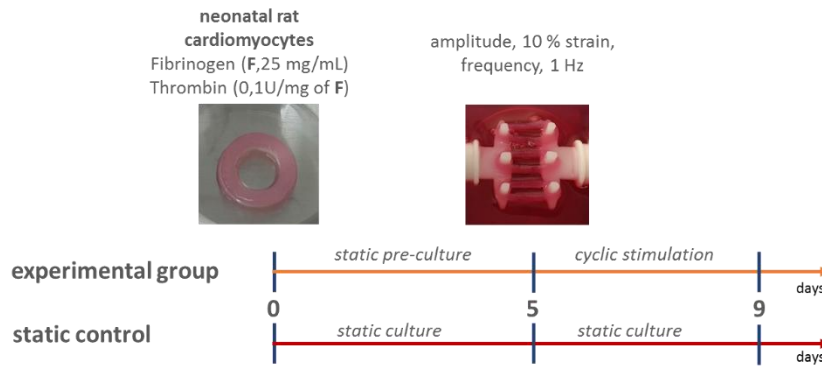 neonatal rat
cardiomyocytes
Fibrinogen (F,25 mg/mL)
Thrombin (0,1U/mg of F)
amplitude, 10 % strain,
frequency, 1 Hz
experimental group
static pre-culture
cyclic stimulation
days
0
5
9
static control
static culture
static culture
days